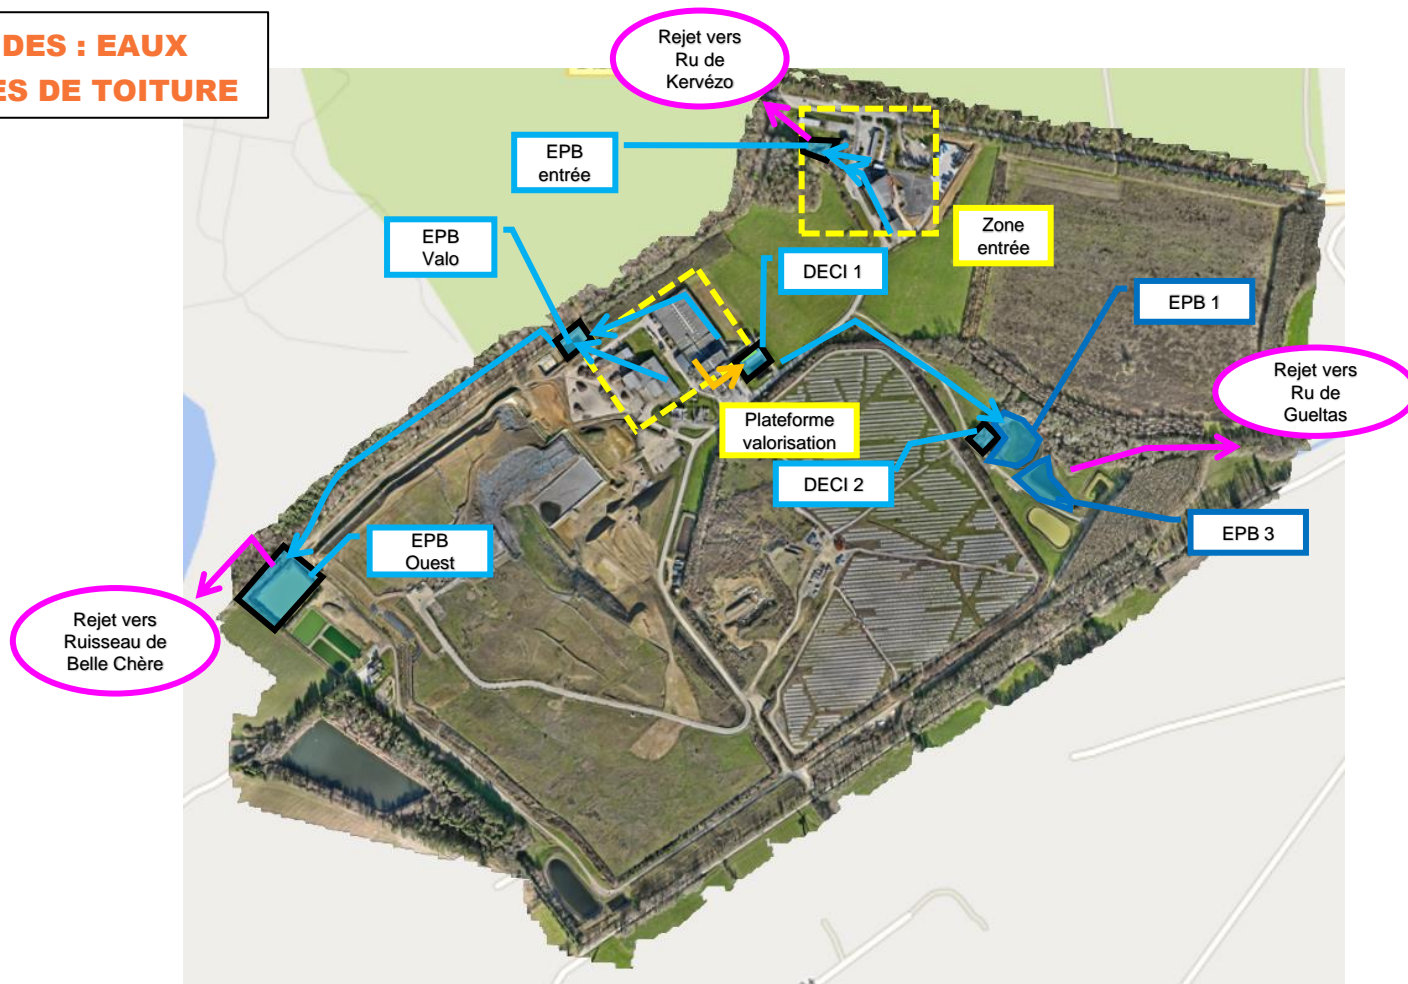 DES : EAUX
ES DE TOITURE
Rejet vers
Ru de
Kervézo
EPB
entrée
EPB
Valo
Zone
entrée
DECI 1
EPB 1
Rejet vers
Ru de
Gueltas
Plateforme
valorisation
DECI 2
EPB 3
EPB
Ouest
Rejet vers
Ruisseau de
Belle Chère